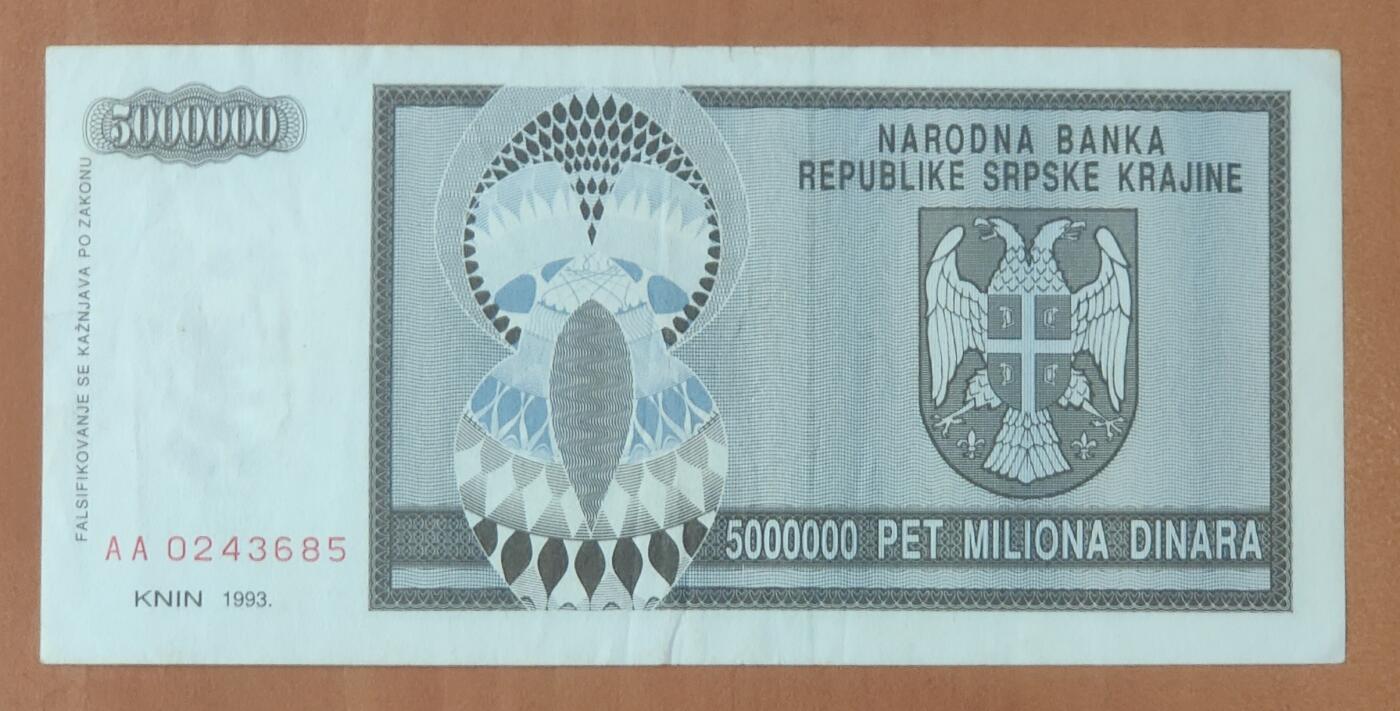 5000000
FALSIFIKOVANJE SE KAŽNJAVA PO ZAKONU
NARODNA BANKA
REPUBLIKE SRPSKE KRAJINE
5000000 PET MILIONA DINARA
AA 0243685
KNIN 1993.